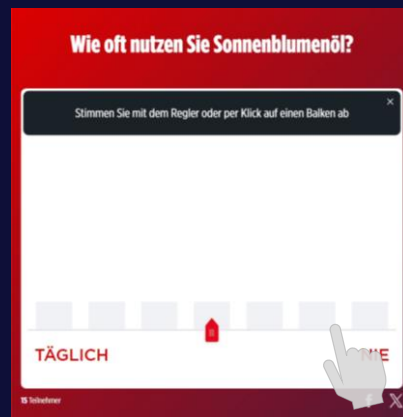 Wie oft nutzen Sie Sonnenblumenöl?
Stimmen Sie mit dem Regler oder per Klick auf einen Balken ab
TÄGLICH NIE
15 Teilnehmer